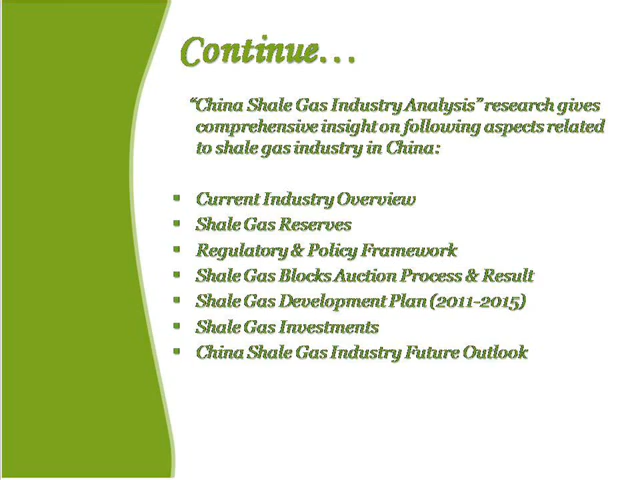 Continue...
“China Shale Gas Industry Analysis” research gives
comprehensive insight on following aspects related
to shale gas industry in China:
▪ Current Industry Overview
▪ Shale Gas Reserves
▪ Regulatory & Policy Framework
▪ Shale Gas Blocks Auction Process & Result
▪ Shale Gas Development Plan (2011-2015)
▪ Shale Gas Investments
▪ China Shale Gas Industry Future Outlook